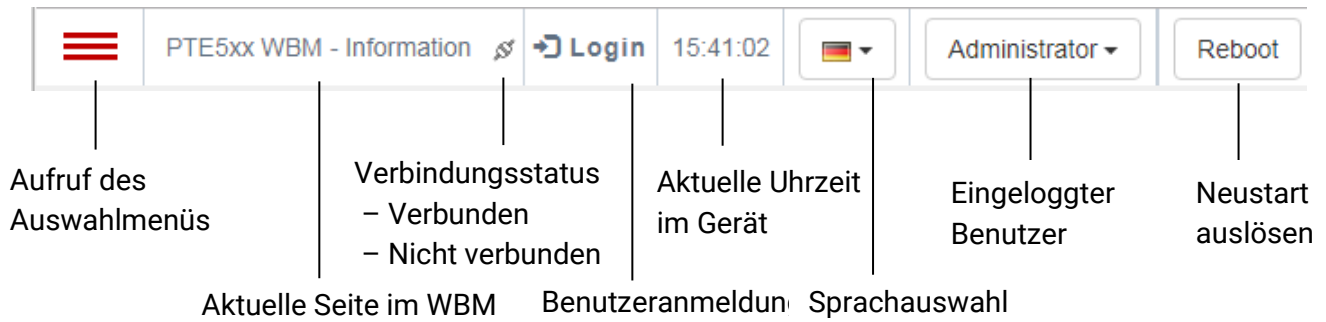 PTE5xx WBM - Information Login 15:41:02 Administrator Reboot
Aufruf des
Auswahlmenüs
Verbindungsstatus
– Verbunden
– Nicht verbunden
Aktuelle Uhrzeit
im Gerät
Eingeloggter
Benutzer
Neustart
auslösen
Aktuelle Seite im WBM
Benutzeranmeldun
Sprachauswahl